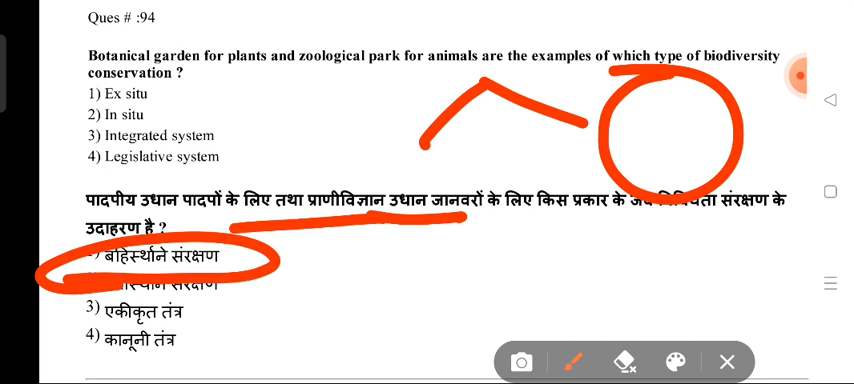 Ques # :94
Botanical garden for plants and zoological park for animals are the examples of which type of biodiversity
conservation ?
1) Ex situ
2) In situ
3) Integrated system
4) Legislative system
पादपीय उधान पादपों के लिए तथा प्राणीविज्ञान उधान जानवरों के लिए किस प्रकार के संरक्षण के
उदाहरण है ?
बहिर्स्थाने संरक्षण
संरक्षण
3) एकीकृत तंत्र
4) कानूनी तंत्र